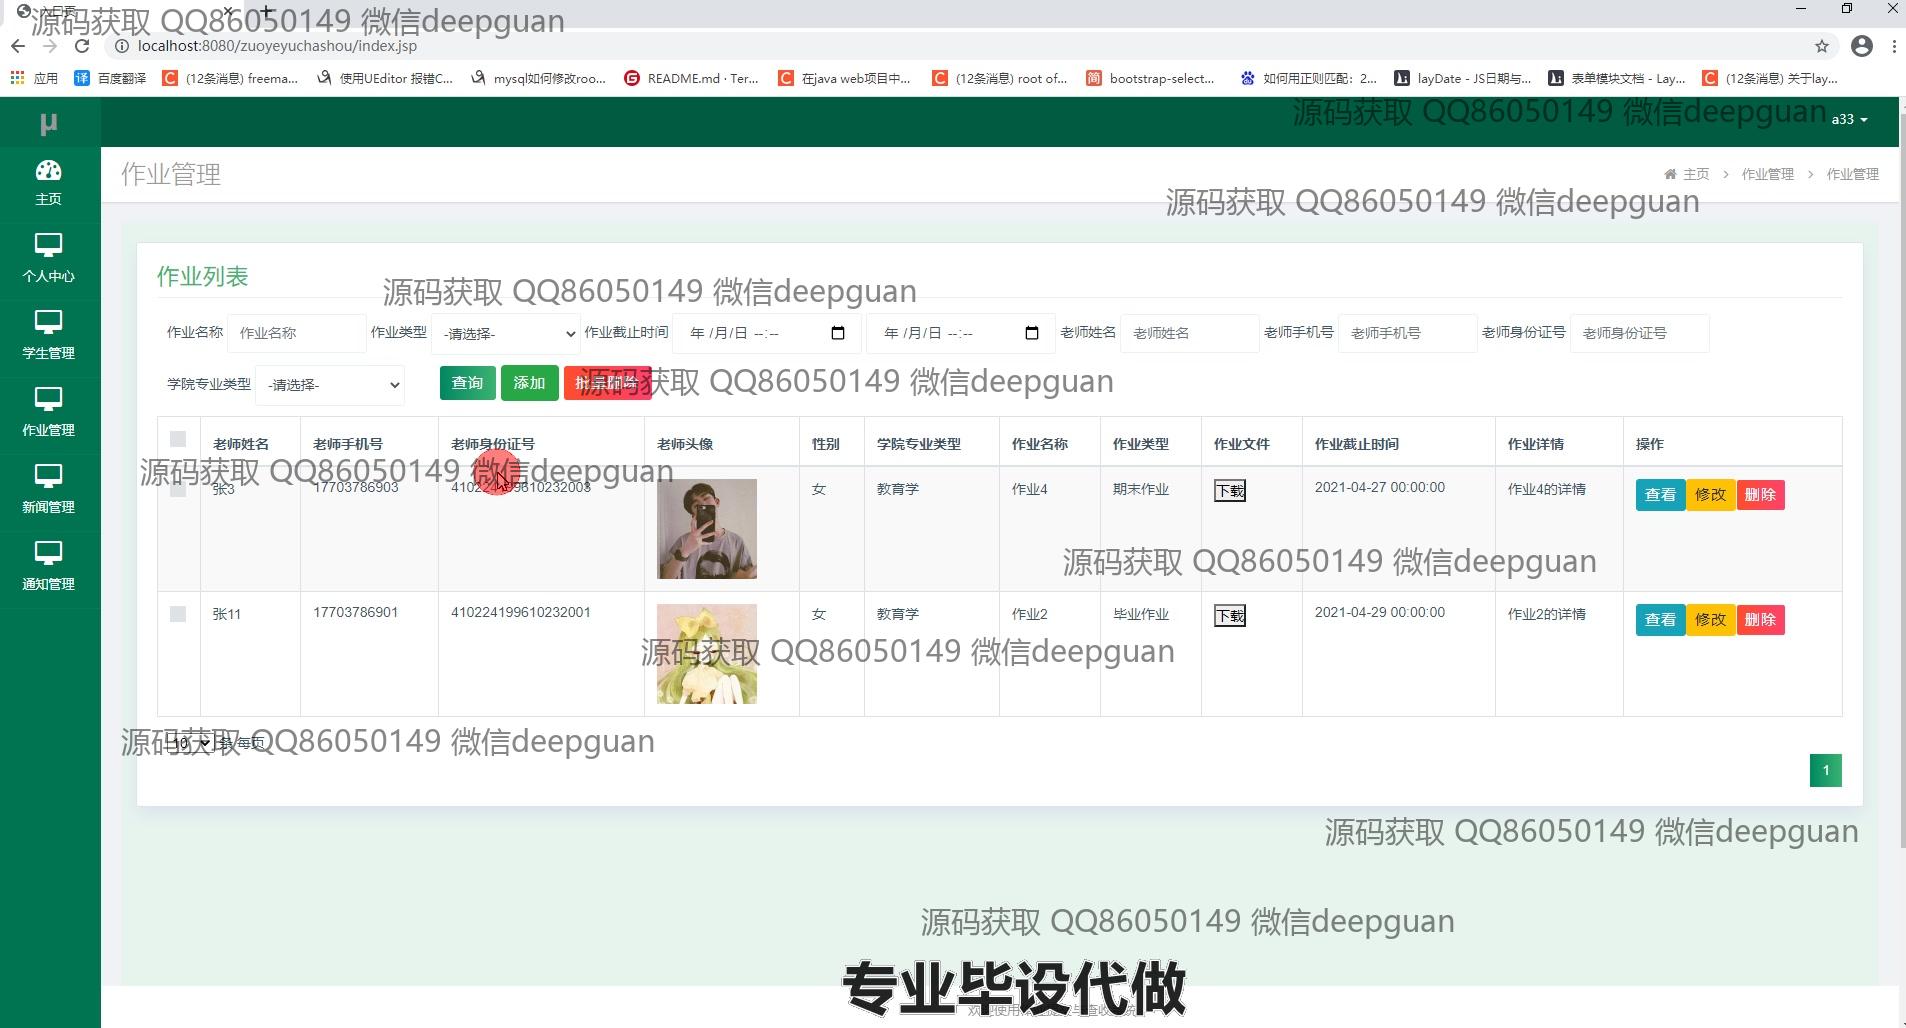 源码获取 QQ86050149 微信deepguan
localhost:8080/zuoyeyuchashou/index.jsp
应用 百度翻译 (12条消息) freema... 使用UEditor 报错C... mysql如何修改roo... README.md · Ter... 在java web项目中... (12条消息) root of... bootstrap-select... 如何用正则匹配：2... layDate - JS日期与... 表单模块文档 - Lay... (12条消息) 关于lay...
源码获取 QQ86050149 微信deepguan
μ a33
主页
作业管理 主页 > 作业管理 > 作业管理
源码获取 QQ86050149 微信deepguan
个人中心
作业列表
源码获取 QQ86050149 微信deepguan
作业名称 作业名称 作业类型 -请选择- 作业截止时间 年 /月/日 --:-- 年 /月/日 --:-- 老师姓名 老师姓名 老师手机号 老师手机号 老师身份证号 老师身份证号
学生管理
学院专业类型 -请选择- 查询 添加 批量删除
源码获取 QQ86050149 微信deepguan
作业管理
老师姓名 老师手机号 老师身份证号 老师头像 性别 学院专业类型 作业名称 作业类型 作业文件 作业截止时间 作业详情 操作
源码获取 QQ86050149 微信deepguan
张3 17703786903 410224199610232003 女 教育学 作业4 期末作业 下载 2021-04-27 00:00:00 作业4的详情 查看 修改 删除
新闻管理
源码获取 QQ86050149 微信deepguan
通知管理
张11 17703786901 410224199610232001 女 教育学 作业2 毕业作业 下载 2021-04-29 00:00:00 作业2的详情 查看 修改 删除
源码获取 QQ86050149 微信deepguan
10 条 每页
源码获取 QQ86050149 微信deepguan
1
源码获取 QQ86050149 微信deepguan
源码获取 QQ86050149 微信deepguan
专业毕设代做